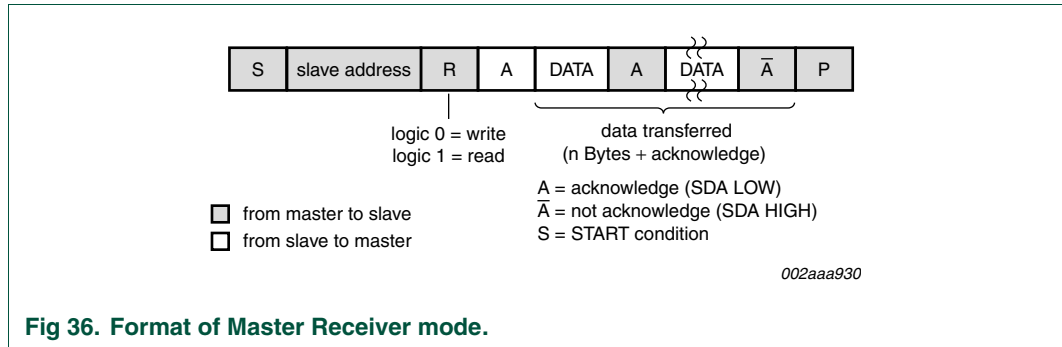 S slave address R A DATA A DATA A̅ P
logic 0 = write
logic 1 = read
data transferred
(n Bytes + acknowledge)
A = acknowledge (SDA LOW)
A̅ = not acknowledge (SDA HIGH)
S = START condition
from master to slave
from slave to master
002aaa930
Fig 36. Format of Master Receiver mode.